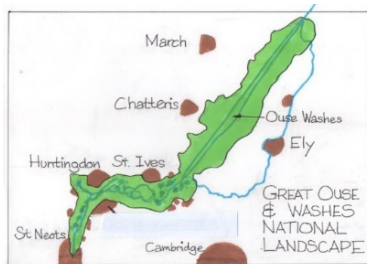 March
Chatteris
Ouse Washes
Huntingdon
St. Ives
Ely
GREAT OUSE
& WASHES
NATIONAL
LANDSCAPE
St Neots
Cambridge